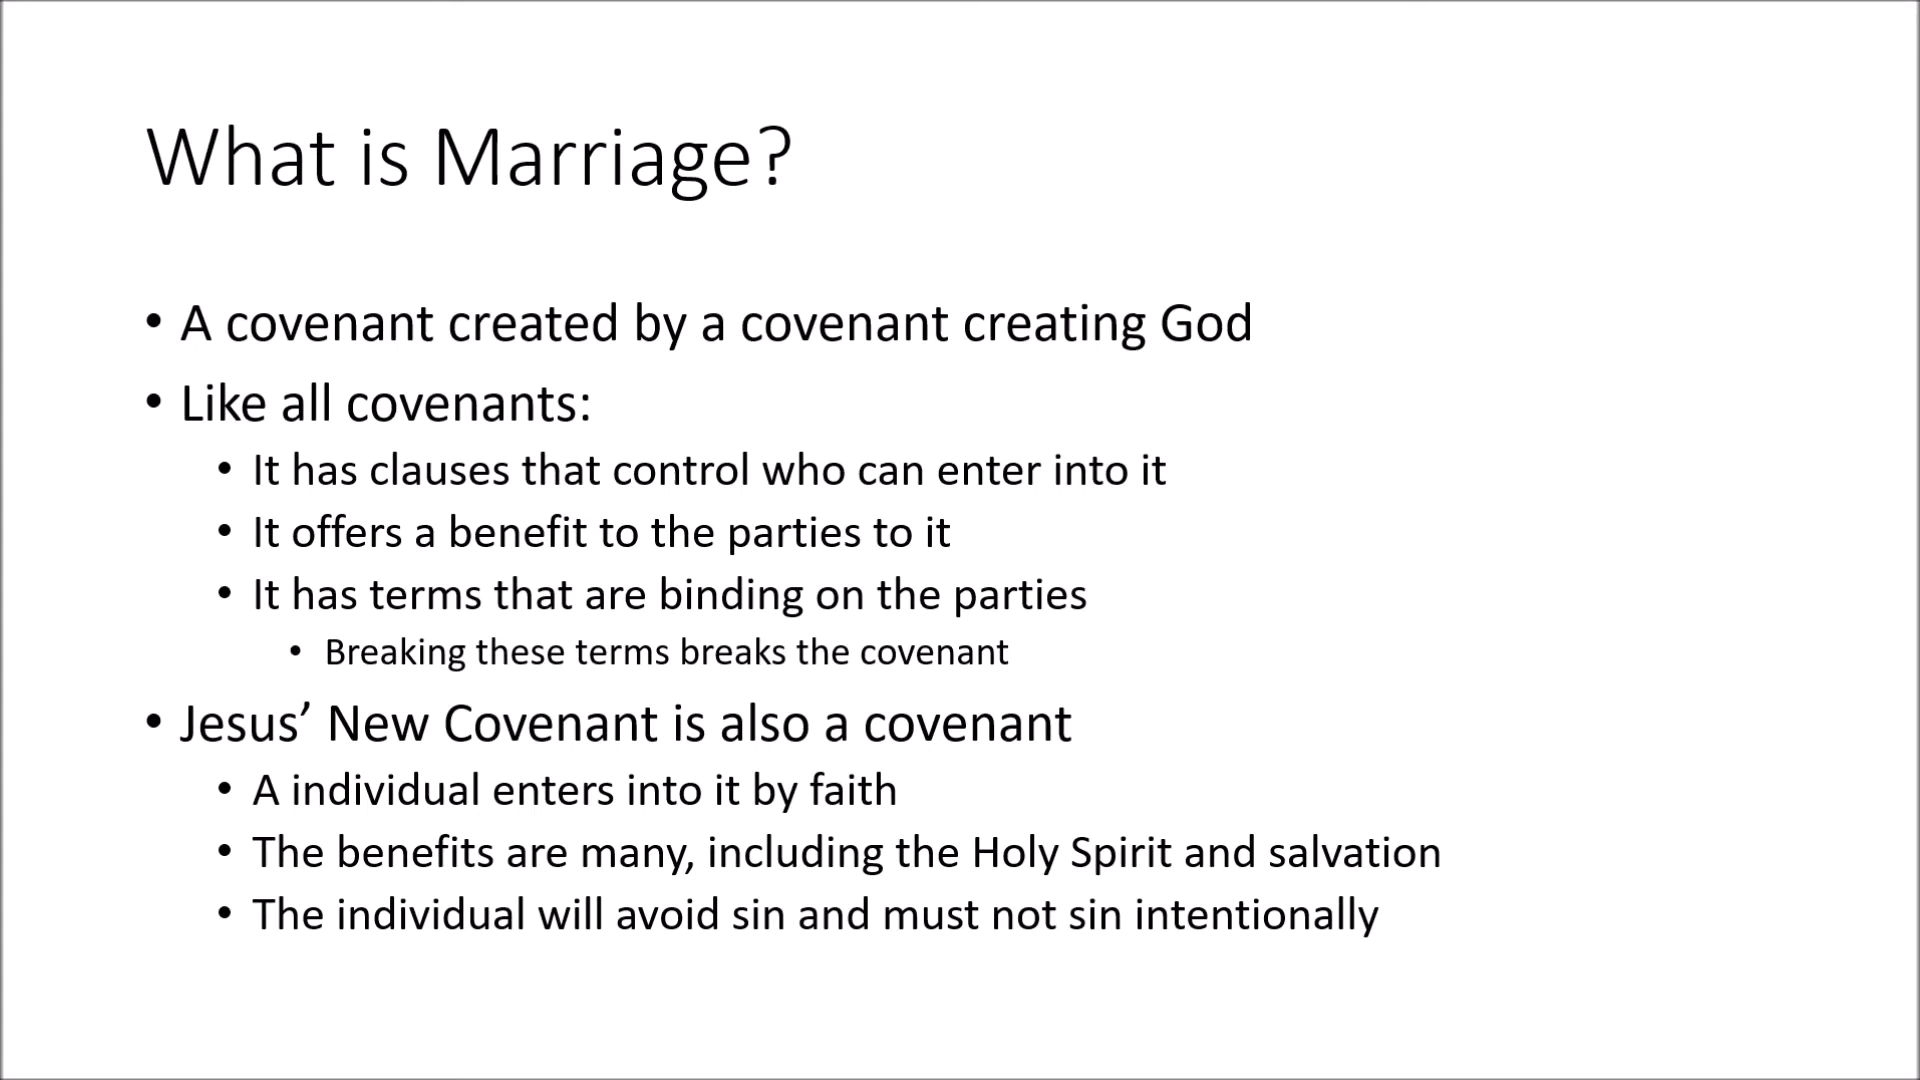 What is Marriage?
• A covenant created by a covenant creating God
• Like all covenants:
• It has clauses that control who can enter into it
• It offers a benefit to the parties to it
• It has terms that are binding on the parties
• Breaking these terms breaks the covenant
• Jesus’ New Covenant is also a covenant
• A individual enters into it by faith
• The benefits are many, including the Holy Spirit and salvation
• The individual will avoid sin and must not sin intentionally